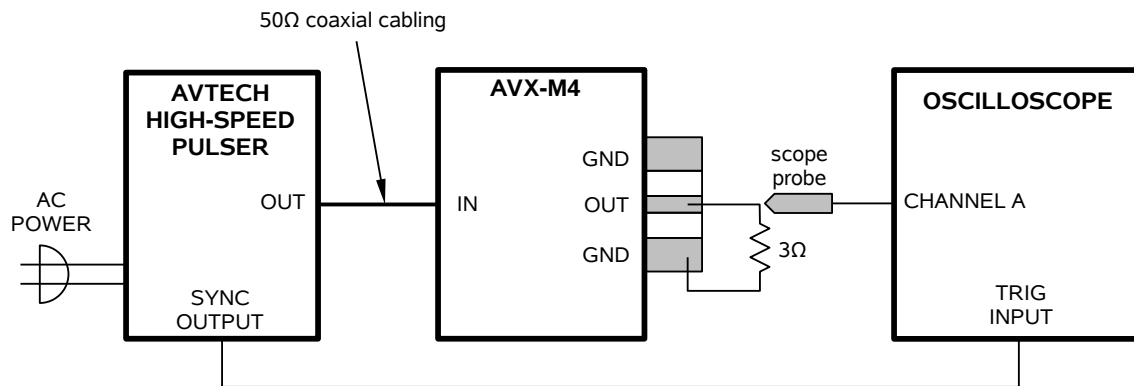 50Ω coaxial cabling
AVTECH
HIGH-SPEED
PULSER
AC
POWER
OUT
SYNC
OUTPUT
AVX-M4
IN
GND
OUT
GND
3Ω
scope
probe
OSCILLOSCOPE
CHANNEL A
TRIG
INPUT